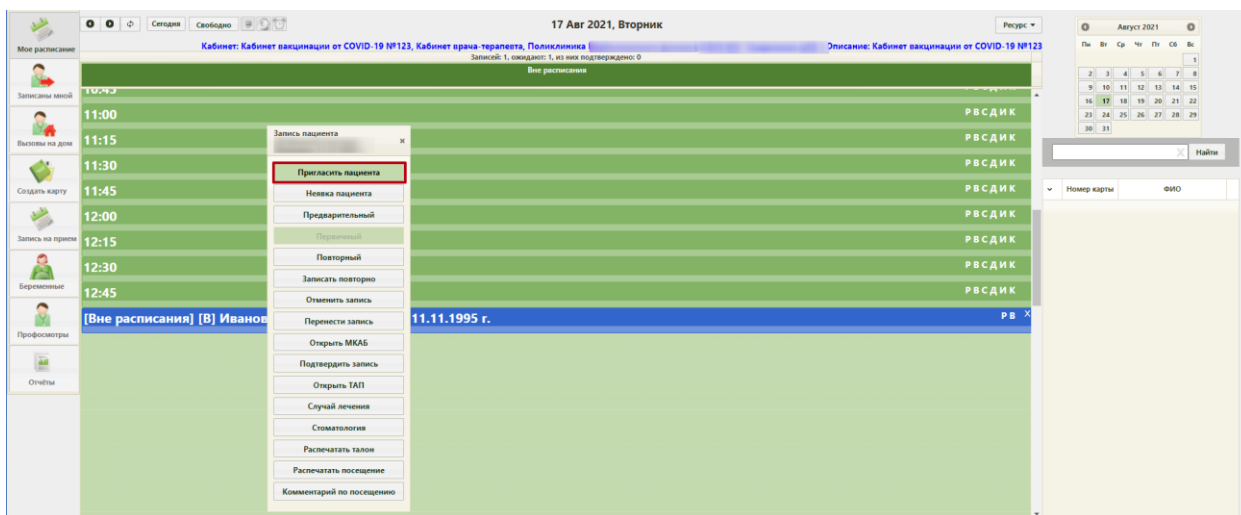 Мое расписание
Записаны мной
Вызовы на дом
Создать карту
Запись на прием
Беременные
Профосмотры
Отчёты
Сегодня Свободно 17 Авг 2021, Вторник Ресурс
Кабинет: Кабинет вакцинации от COVID-19 №123, Кабинет врача-терапевта, Поликлиника Описание: Кабинет вакцинации от COVID-19 №123
Записей: 1, ожидают: 1, из них подтверждено: 0
Вне расписания
10:45 РВСДИК
11:00 РВСДИК
11:15 РВСДИК
11:30 РВСДИК
11:45 РВСДИК
12:00 РВСДИК
12:15 РВСДИК
12:30 РВСДИК
12:45 РВСДИК
[Вне расписания] [В] Иванов 11.11.1995 г. РВ X
Запись пациента ×
Пригласить пациента
Неявка пациента
Предварительный
Первичный
Повторный
Записать повторно
Отменить запись
Перенести запись
Открыть МКАБ
Подтвердить запись
Открыть ТАП
Случай лечения
Стоматология
Распечатать талон
Распечатать посещение
Комментарий по посещению
Август 2021
Пн Вт Ср Чт Пт Сб Вс
1
2 3 4 5 6 7 8
9 10 11 12 13 14 15
16 17 18 19 20 21 22
23 24 25 26 27 28 29
30 31
Найти
Номер карты ФИО